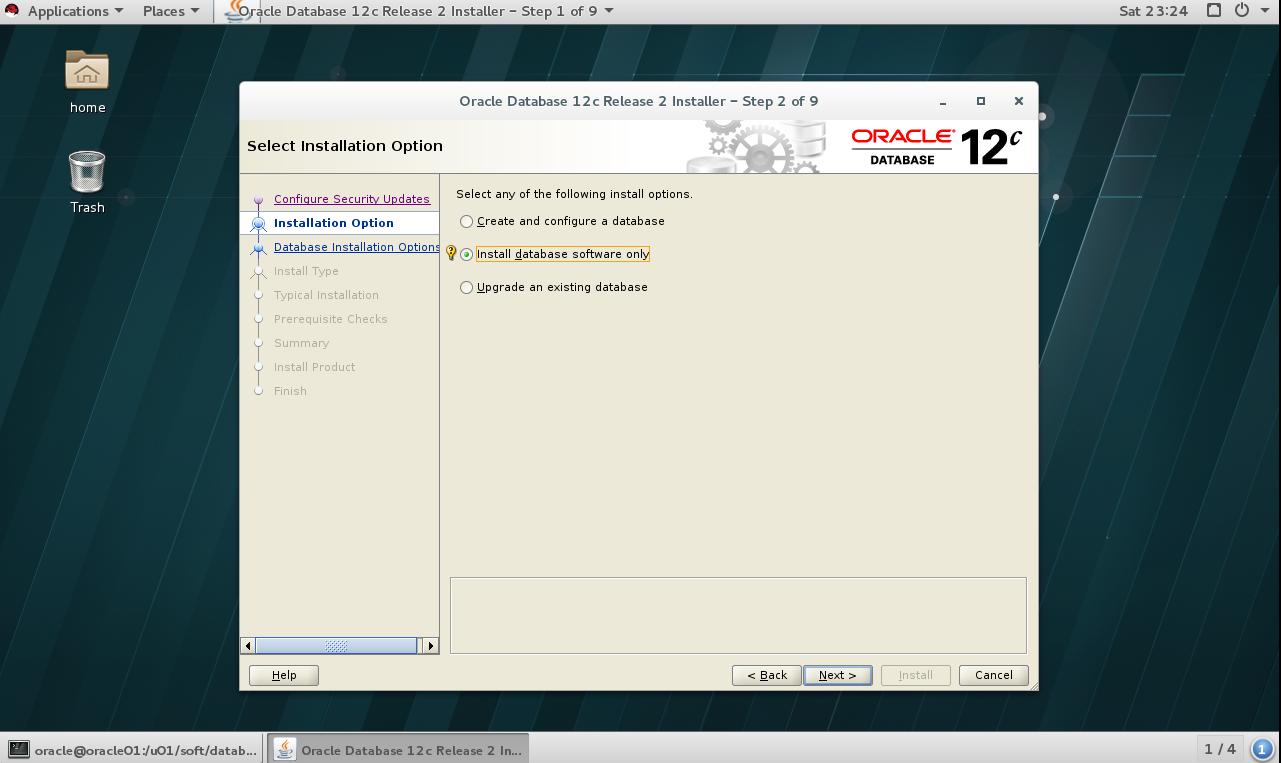 Applications Places Oracle Database 12c Release 2 Installer – Step 1 of 9 Sat 23:24
home
Trash
Oracle Database 12c Release 2 Installer – Step 2 of 9
Select Installation Option
ORACLE®
DATABASE
12c
Configure Security Updates
Installation Option
Database Installation Options
Install Type
Typical Installation
Prerequisite Checks
Summary
Install Product
Finish
Select any of the following install options.
Create and configure a database
Install database software only
Upgrade an existing database
Help < Back Next > Install Cancel
oracle@oracle01:/u01/soft/datab... Oracle Database 12c Release 2 In... 1 / 4 1